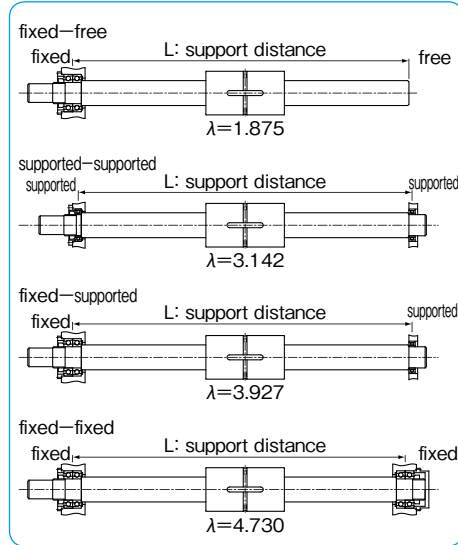 fixed−free
L: support distance
fixed
free
λ=1.875
supported−supported
L: support distance
supported
supported
λ=3.142
fixed−supported
L: support distance
supported
fixed
λ=3.927
fixed−fixed
L: support distance
fixed
fixed
λ=4.730